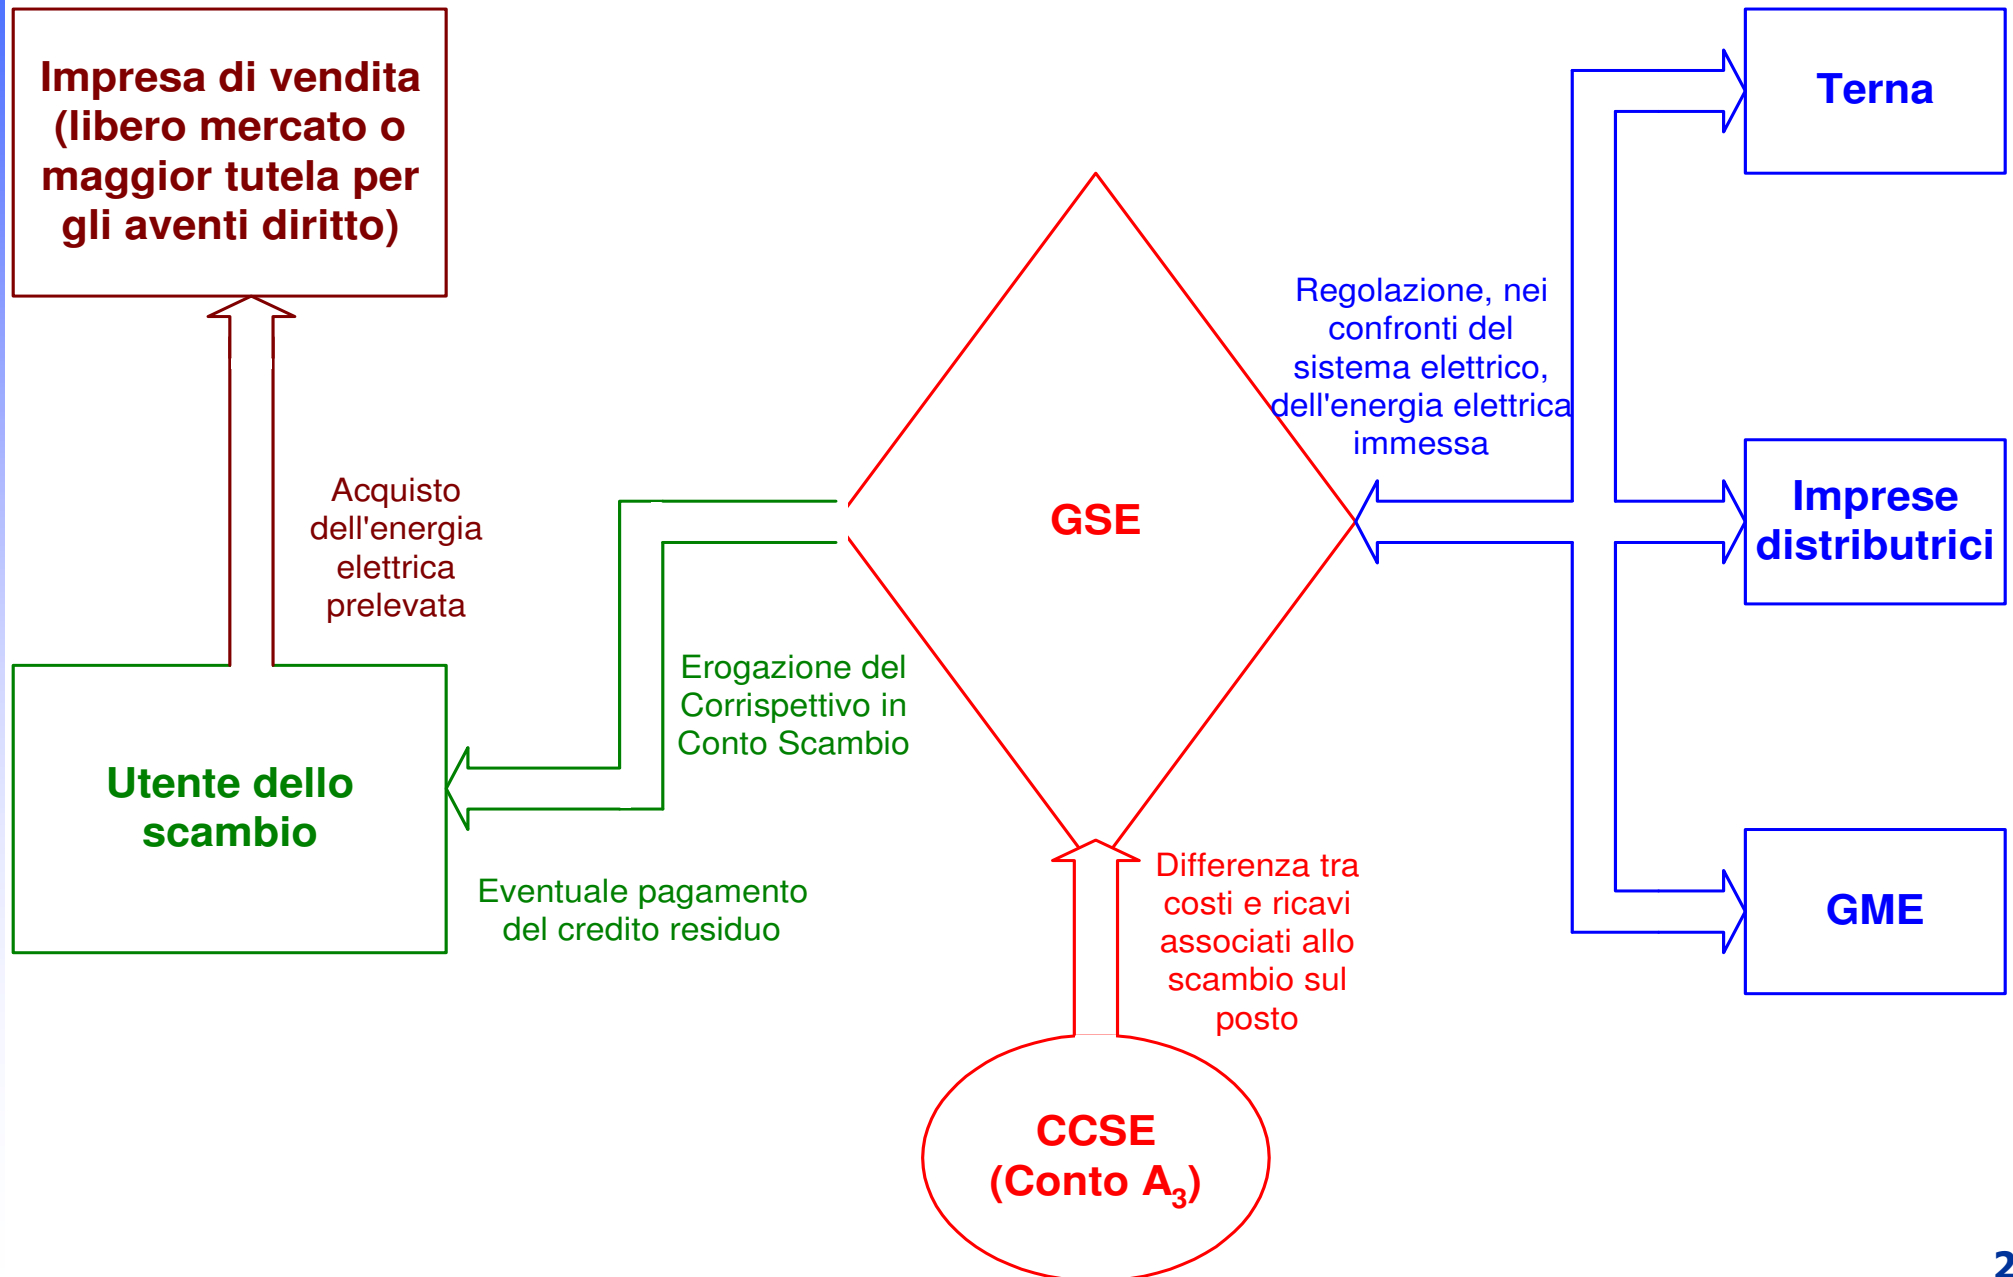 Impresa di vendita
(libero mercato o
maggior tutela per
gli aventi diritto)
Terna
Regolazione, nei
confronti del
sistema elettrico,
dell'energia elettrica
immessa
Acquisto
dell'energia
elettrica
prelevata
GSE
Imprese
distributrici
Erogazione del
Corrispettivo in
Conto Scambio
Utente dello
scambio
Eventuale pagamento
del credito residuo
Differenza tra
costi e ricavi
associati allo
scambio sul
posto
GME
CCSE
(Conto A₃)
2